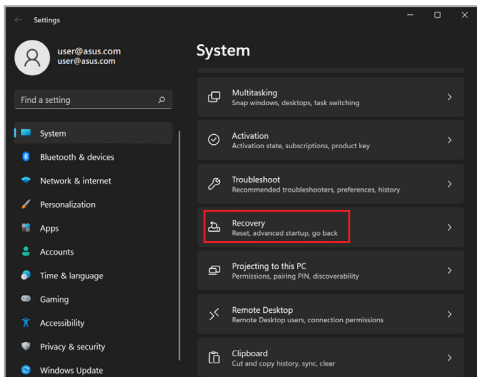 Settings
user@asus.com
user@asus.com
Find a setting
System
Bluetooth & devices
Network & internet
Personalization
Apps
Accounts
Time & language
Gaming
Accessibility
Privacy & security
Windows Update
System
Multitasking
Snap windows, desktops, task switching
Activation
Activation state, subscriptions, product key
Troubleshoot
Recommended troubleshooters, preferences, history
Recovery
Reset, advanced startup, go back
Projecting to this PC
Permissions, pairing PIN, discoverability
Remote Desktop
Remote Desktop users, connection permissions
Clipboard
Cut and copy history, sync, clear